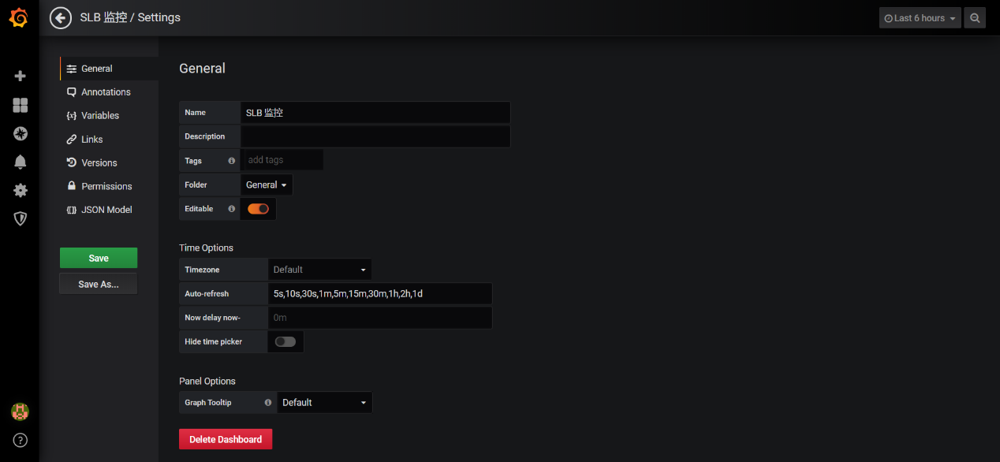 SLB 监控 / Settings
Last 6 hours
General
Annotations
Variables
Links
Versions
Permissions
JSON Model
Save
Save As...
General
Name SLB 监控
Description
Tags add tags
Folder General
Editable
Time Options
Timezone Default
Auto-refresh 5s,10s,30s,1m,5m,15m,30m,1h,2h,1d
Now delay now- 0m
Hide time picker
Panel Options
Graph Tooltip Default
Delete Dashboard